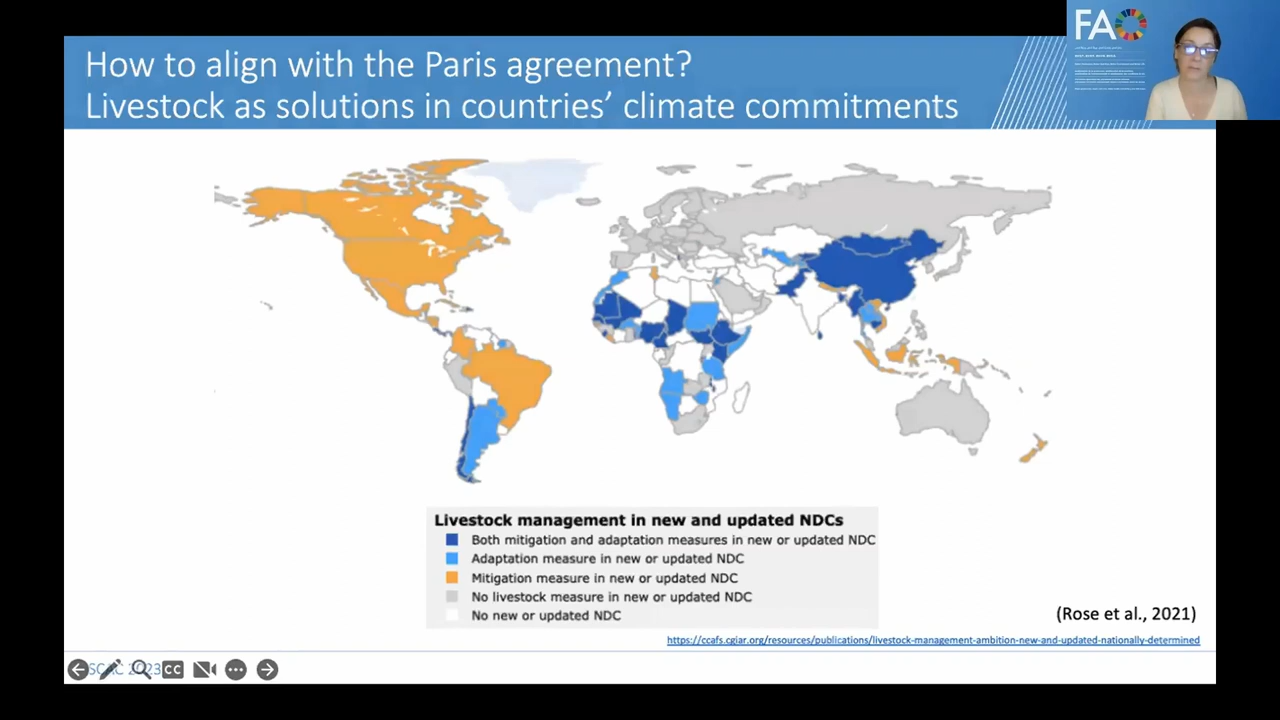 How to align with the Paris agreement?
Livestock as solutions in countries’ climate commitments
FAO
Livestock management in new and updated NDCs
Both mitigation and adaptation measures in new or updated NDC
Adaptation measure in new or updated NDC
Mitigation measure in new or updated NDC
No livestock measure in new or updated NDC
No new or updated NDC
(Rose et al., 2021)
https://ccafs.cgiar.org/resources/publications/livestock-management-ambition-new-and-updated-nationally-determined
CC